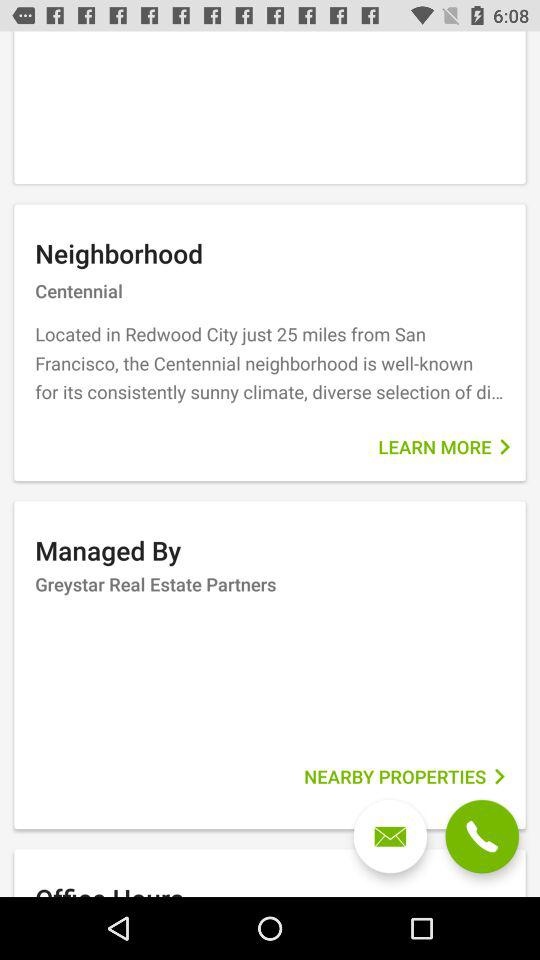 6:08
Neighborhood
Centennial
Located in Redwood City just 25 miles from San
Francisco, the Centennial neighborhood is well-known
for its consistently sunny climate, diverse selection of di…
LEARN MORE
Managed By
Greystar Real Estate Partners
NEARBY PROPERTIES
Office Hours